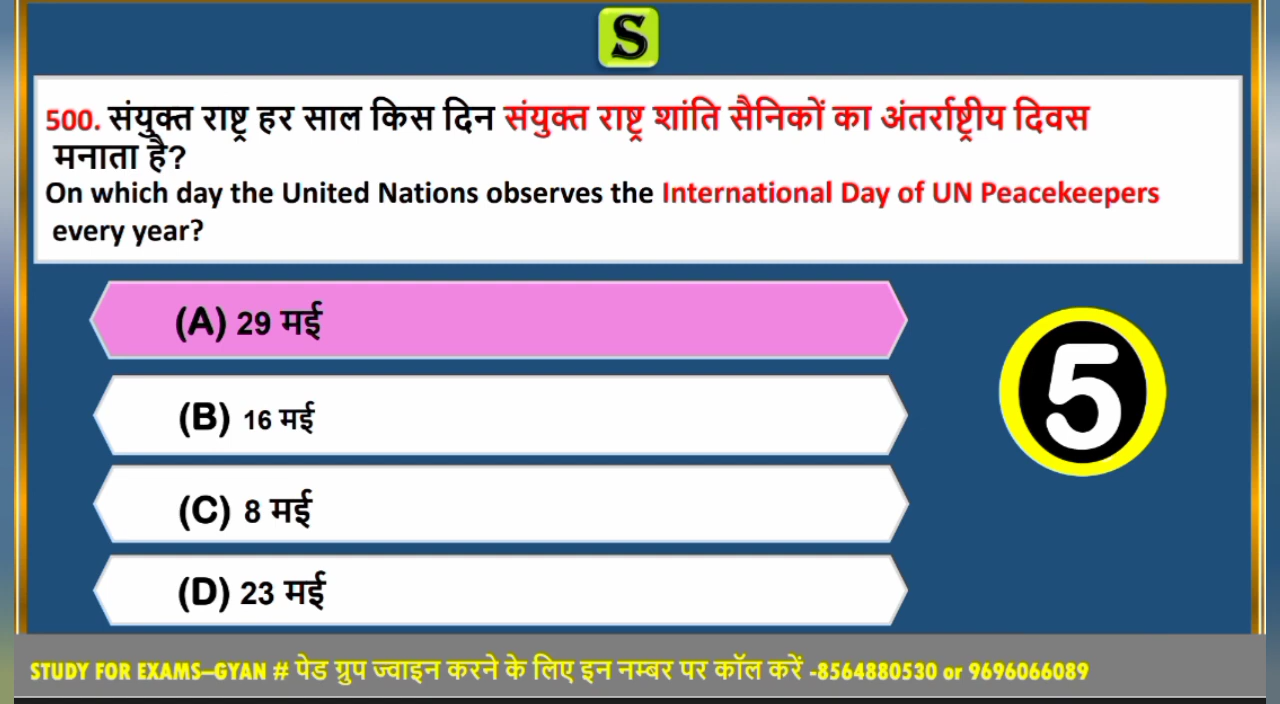 S
500. संयुक्त राष्ट्र हर साल किस दिन संयुक्त राष्ट्र शांति सैनिकों का अंतर्राष्ट्रीय दिवस
मनाता है?
On which day the United Nations observes the International Day of UN Peacekeepers
every year?
(A) 29 मई
(B) 16 मई
5
(C) 8 मई
(D) 23 मई
STUDY FOR EXAMS–GYAN # पेड ग्रुप ज्वाइन करने के लिए इन नम्बर पर कॉल करें -8564880530 or 9696066089